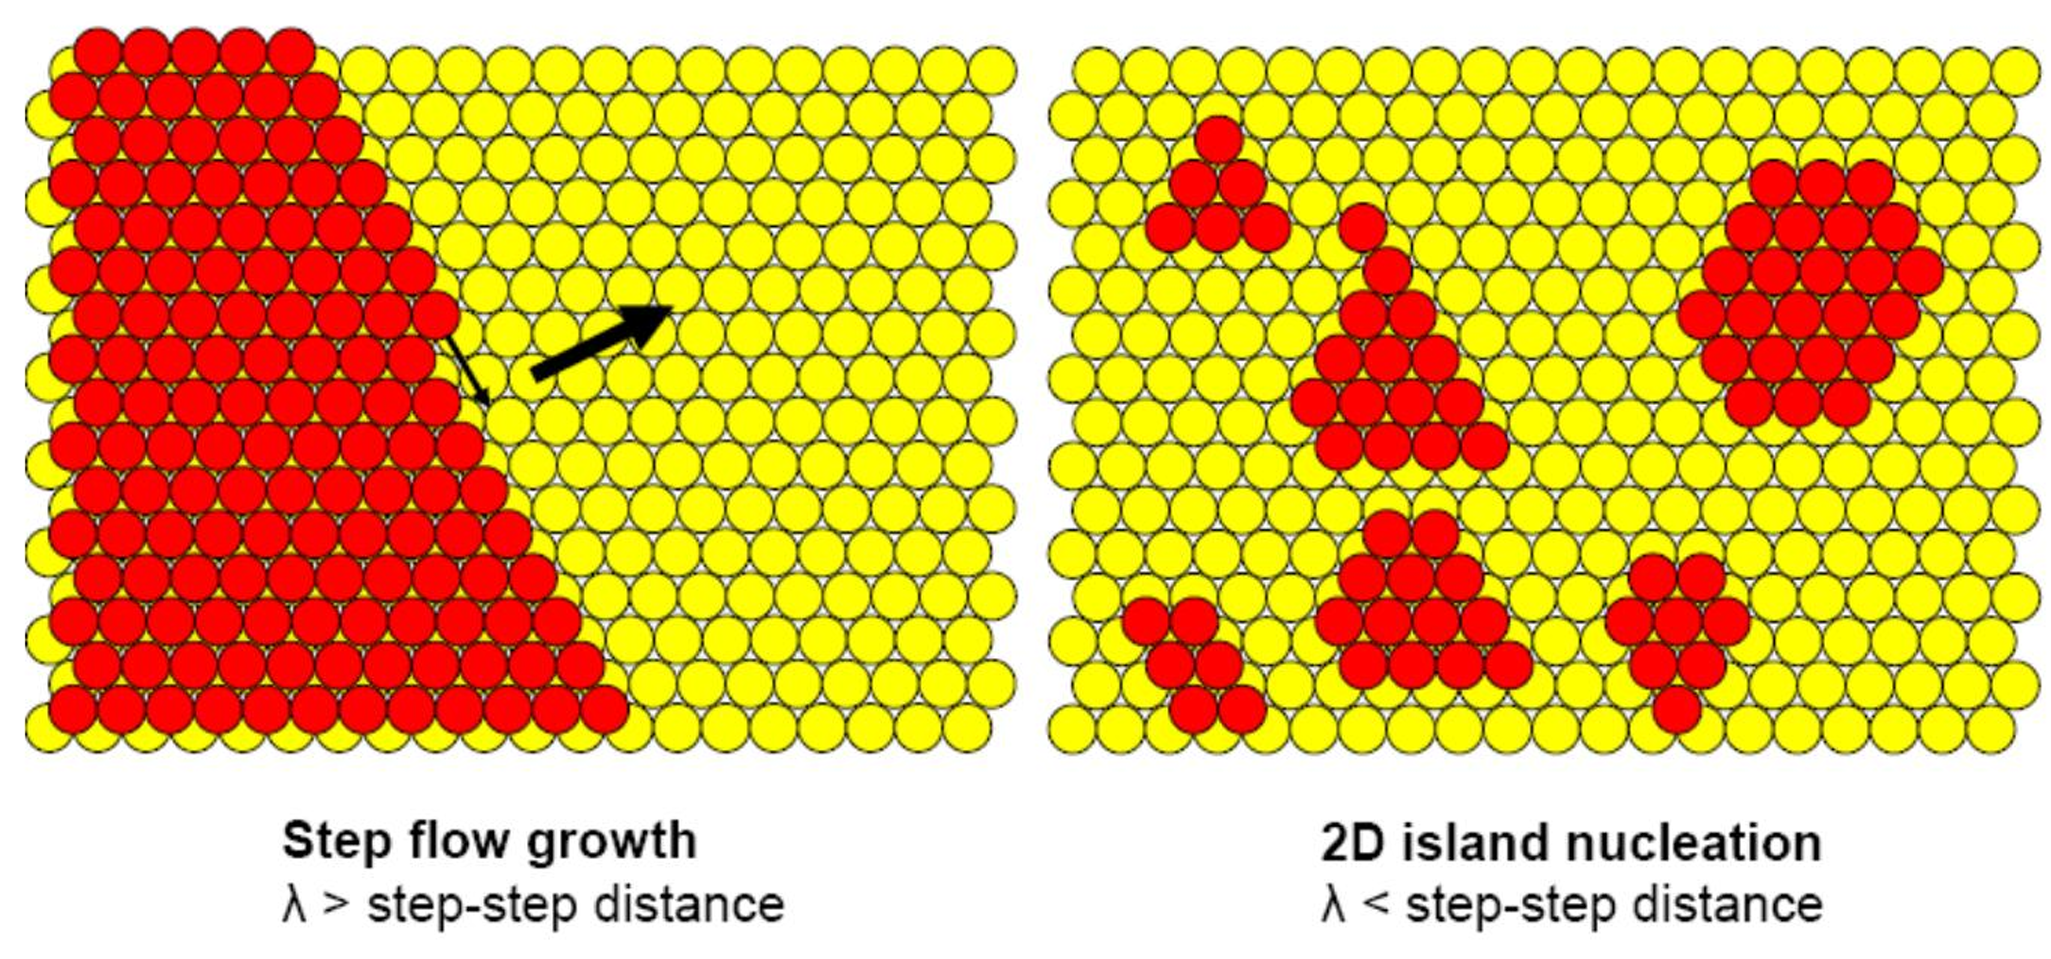 Step flow growth
λ > step-step distance
2D island nucleation
λ < step-step distance